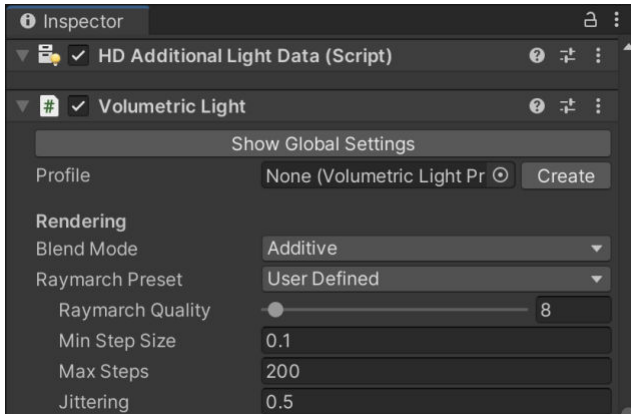 Inspector
HD Additional Light Data (Script)
# Volumetric Light
Show Global Settings
Profile None (Volumetric Light Pr Create
Rendering
Blend Mode Additive
Raymarch Preset User Defined
Raymarch Quality 8
Min Step Size 0.1
Max Steps 200
Jittering 0.5